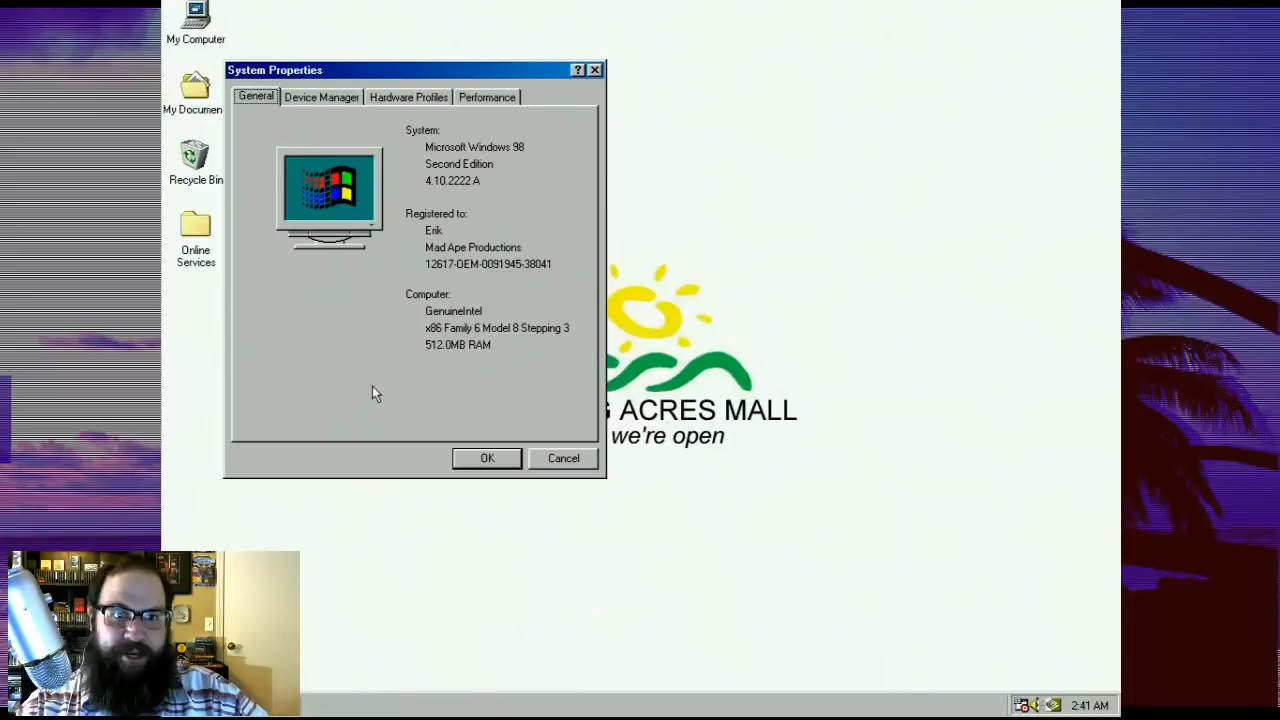 My Computer
My Documen
Recycle Bin
Online
Services
System Properties
General
Device Manager
Hardware Profiles
Performance
System:
Microsoft Windows 98
Second Edition
4.10.2222 A
Registered to:
Erik
Mad Ape Productions
12617-OEM-0091945-38041
Computer:
GenuineIntel
x86 Family 6 Model 8 Stepping 3
512.0MB RAM
OK
Cancel
G ACRES MALL
we're open
2:41 AM